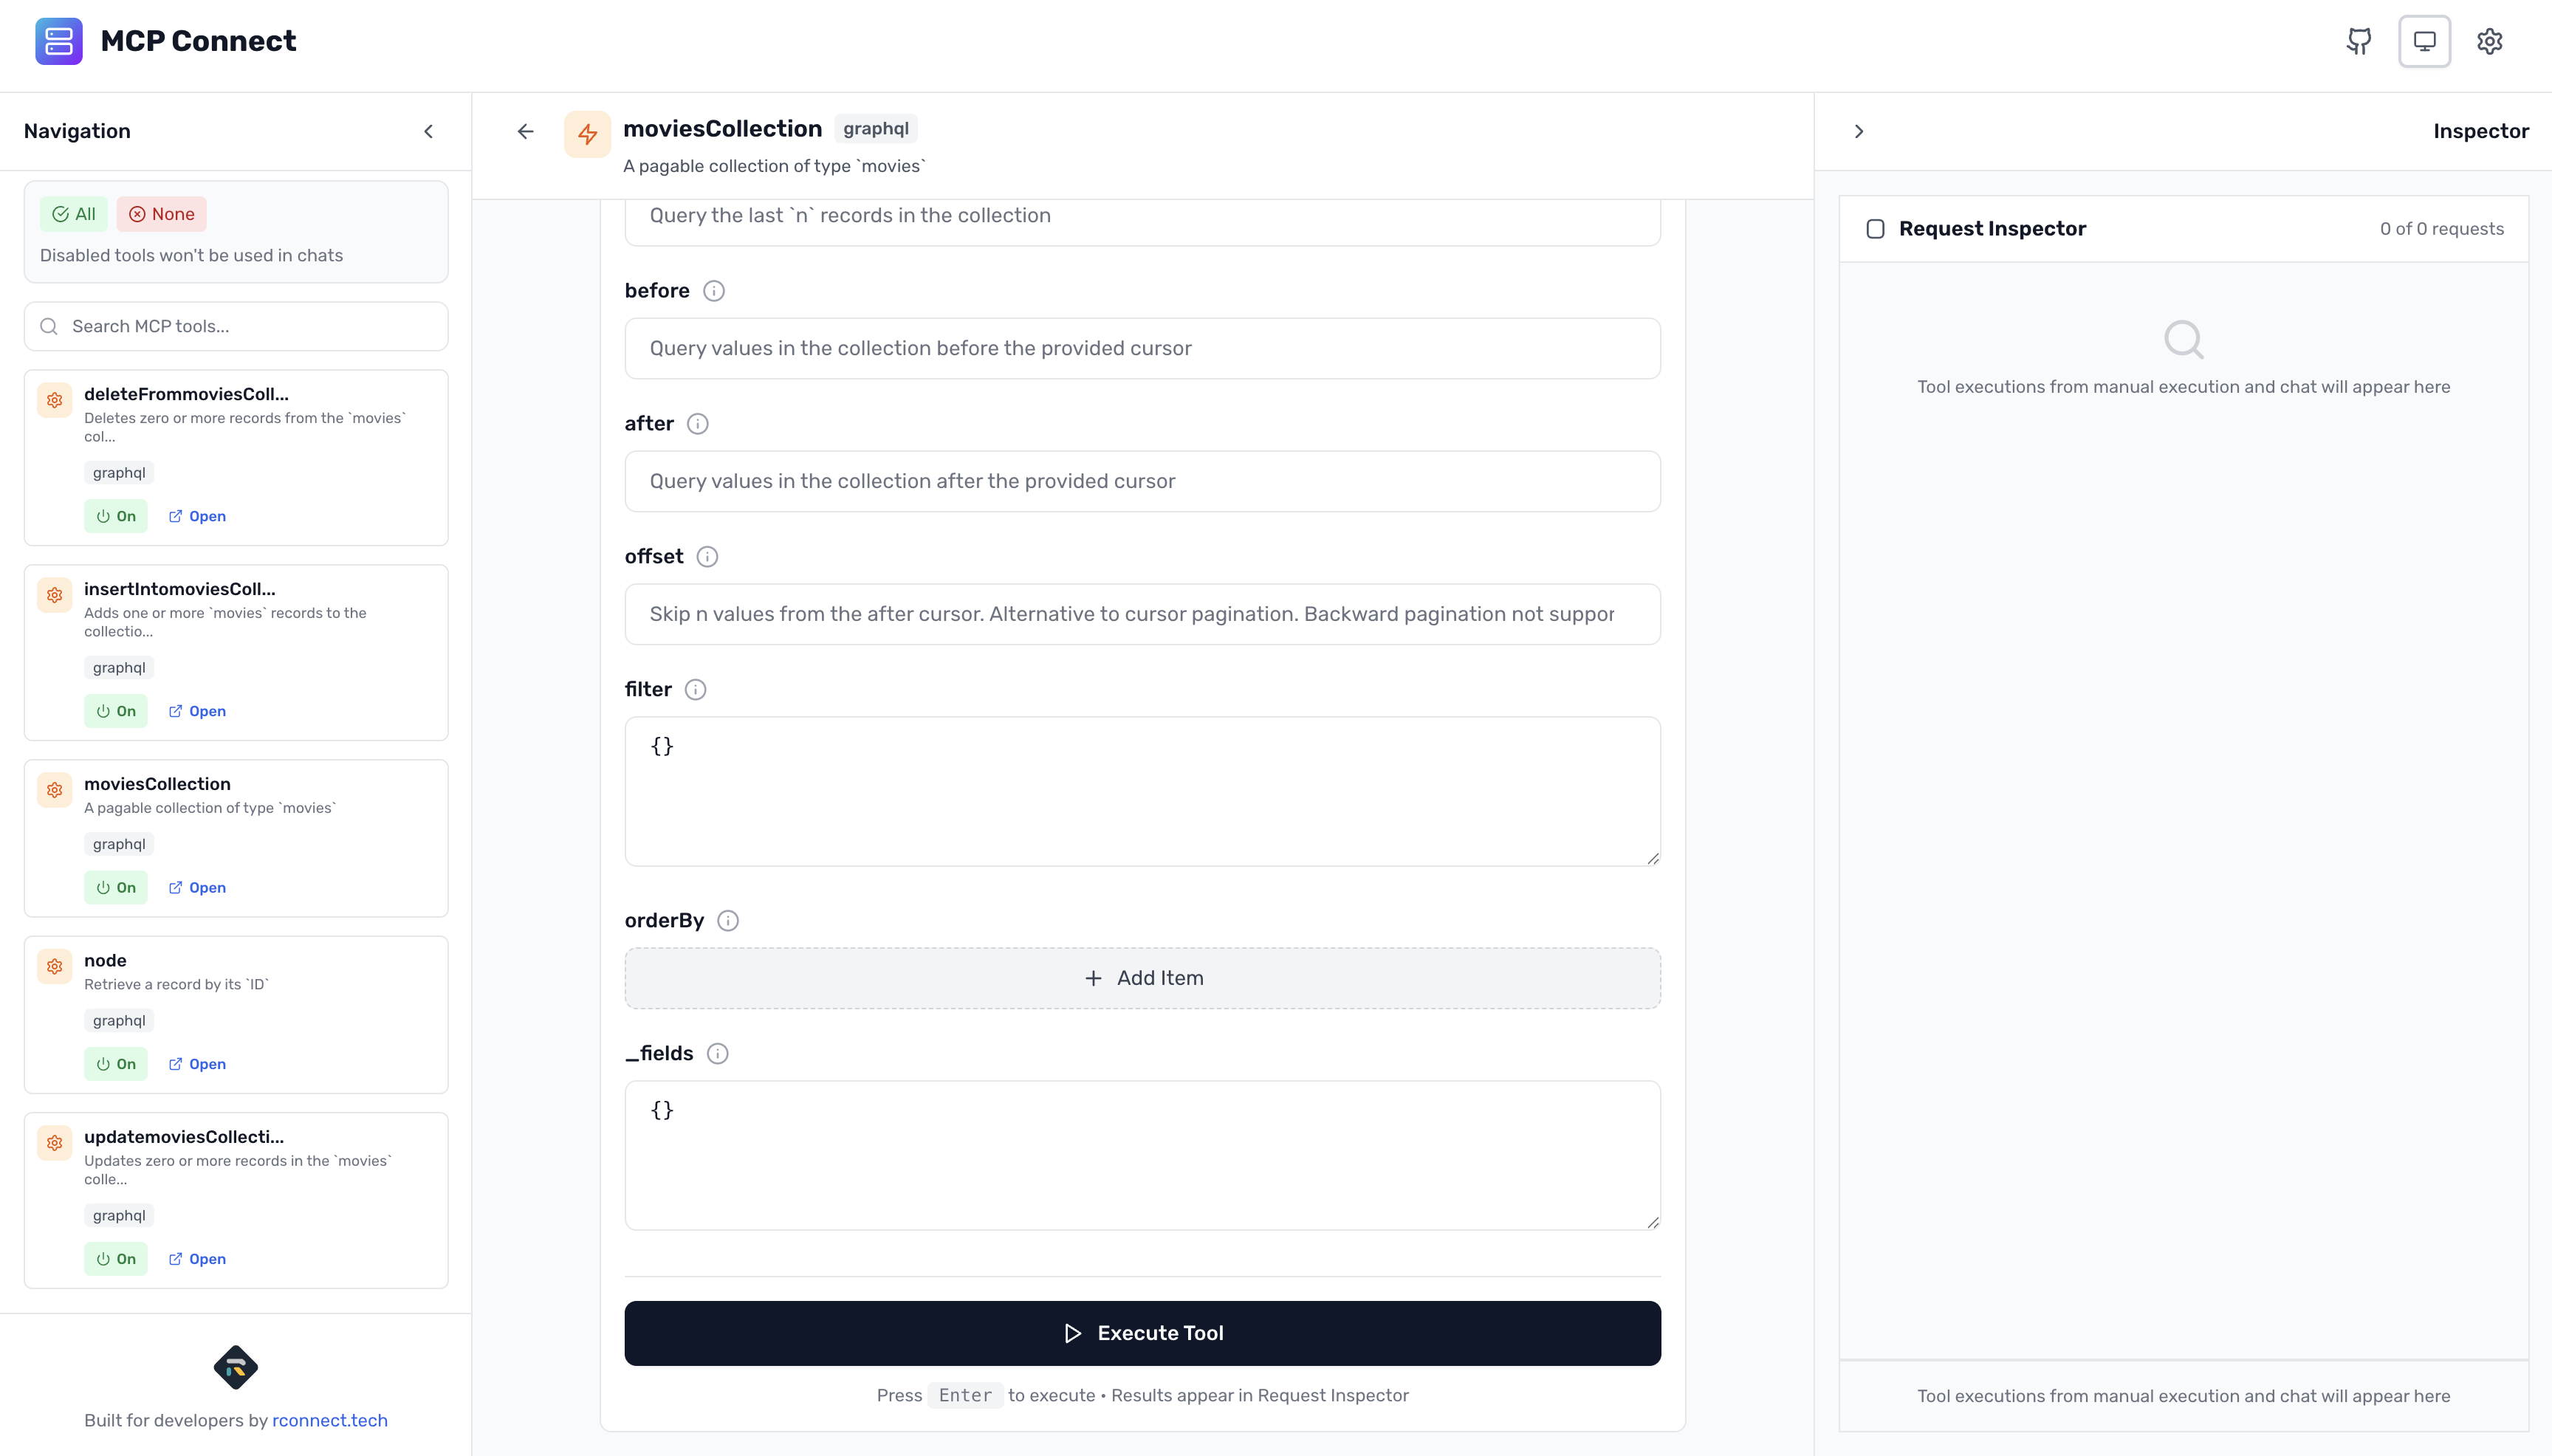 MCP Connect
Navigation
All
None
Disabled tools won't be used in chats
Search MCP tools...
deleteFrommoviesColl...
Deletes zero or more records from the `movies`
col...
graphql
On
Open
insertIntomoviesColl...
Adds one or more `movies` records to the
collectio...
graphql
On
Open
moviesCollection
A pagable collection of type `movies`
graphql
On
Open
node
Retrieve a record by its `ID`
graphql
On
Open
updatemoviesCollecti...
Updates zero or more records in the `movies`
colle...
graphql
On
Open
Built for developers by rconnect.tech
moviesCollection graphql
A pagable collection of type `movies`
Query the last `n` records in the collection
before
Query values in the collection before the provided cursor
after
Query values in the collection after the provided cursor
offset
Skip n values from the after cursor. Alternative to cursor pagination. Backward pagination not suppor
filter
{}
orderBy
Add Item
_fields
{}
Execute Tool
Press Enter to execute • Results appear in Request Inspector
Inspector
Request Inspector
0 of 0 requests
Tool executions from manual execution and chat will appear here
Tool executions from manual execution and chat will appear here